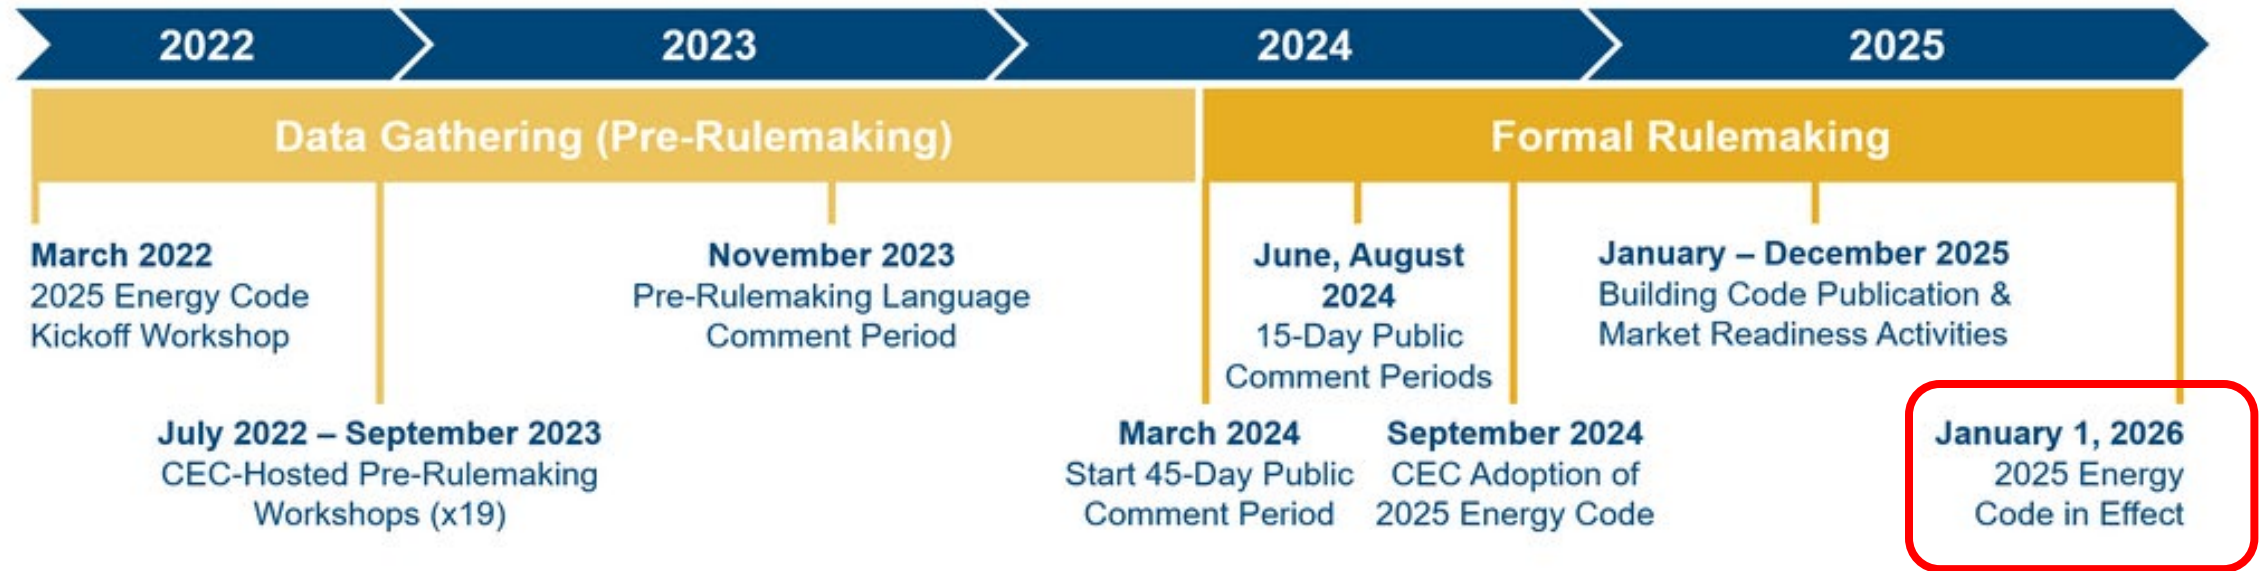 2022
2023
2024
2025
Data Gathering (Pre-Rulemaking)
Formal Rulemaking
March 2022
2025 Energy Code
Kickoff Workshop
July 2022 – September 2023
CEC-Hosted Pre-Rulemaking
Workshops (x19)
November 2023
Pre-Rulemaking Language
Comment Period
March 2024
Start 45-Day Public
Comment Period
June, August
2024
15-Day Public
Comment Periods
September 2024
CEC Adoption of
2025 Energy Code
January – December 2025
Building Code Publication &
Market Readiness Activities
January 1, 2026
2025 Energy
Code in Effect